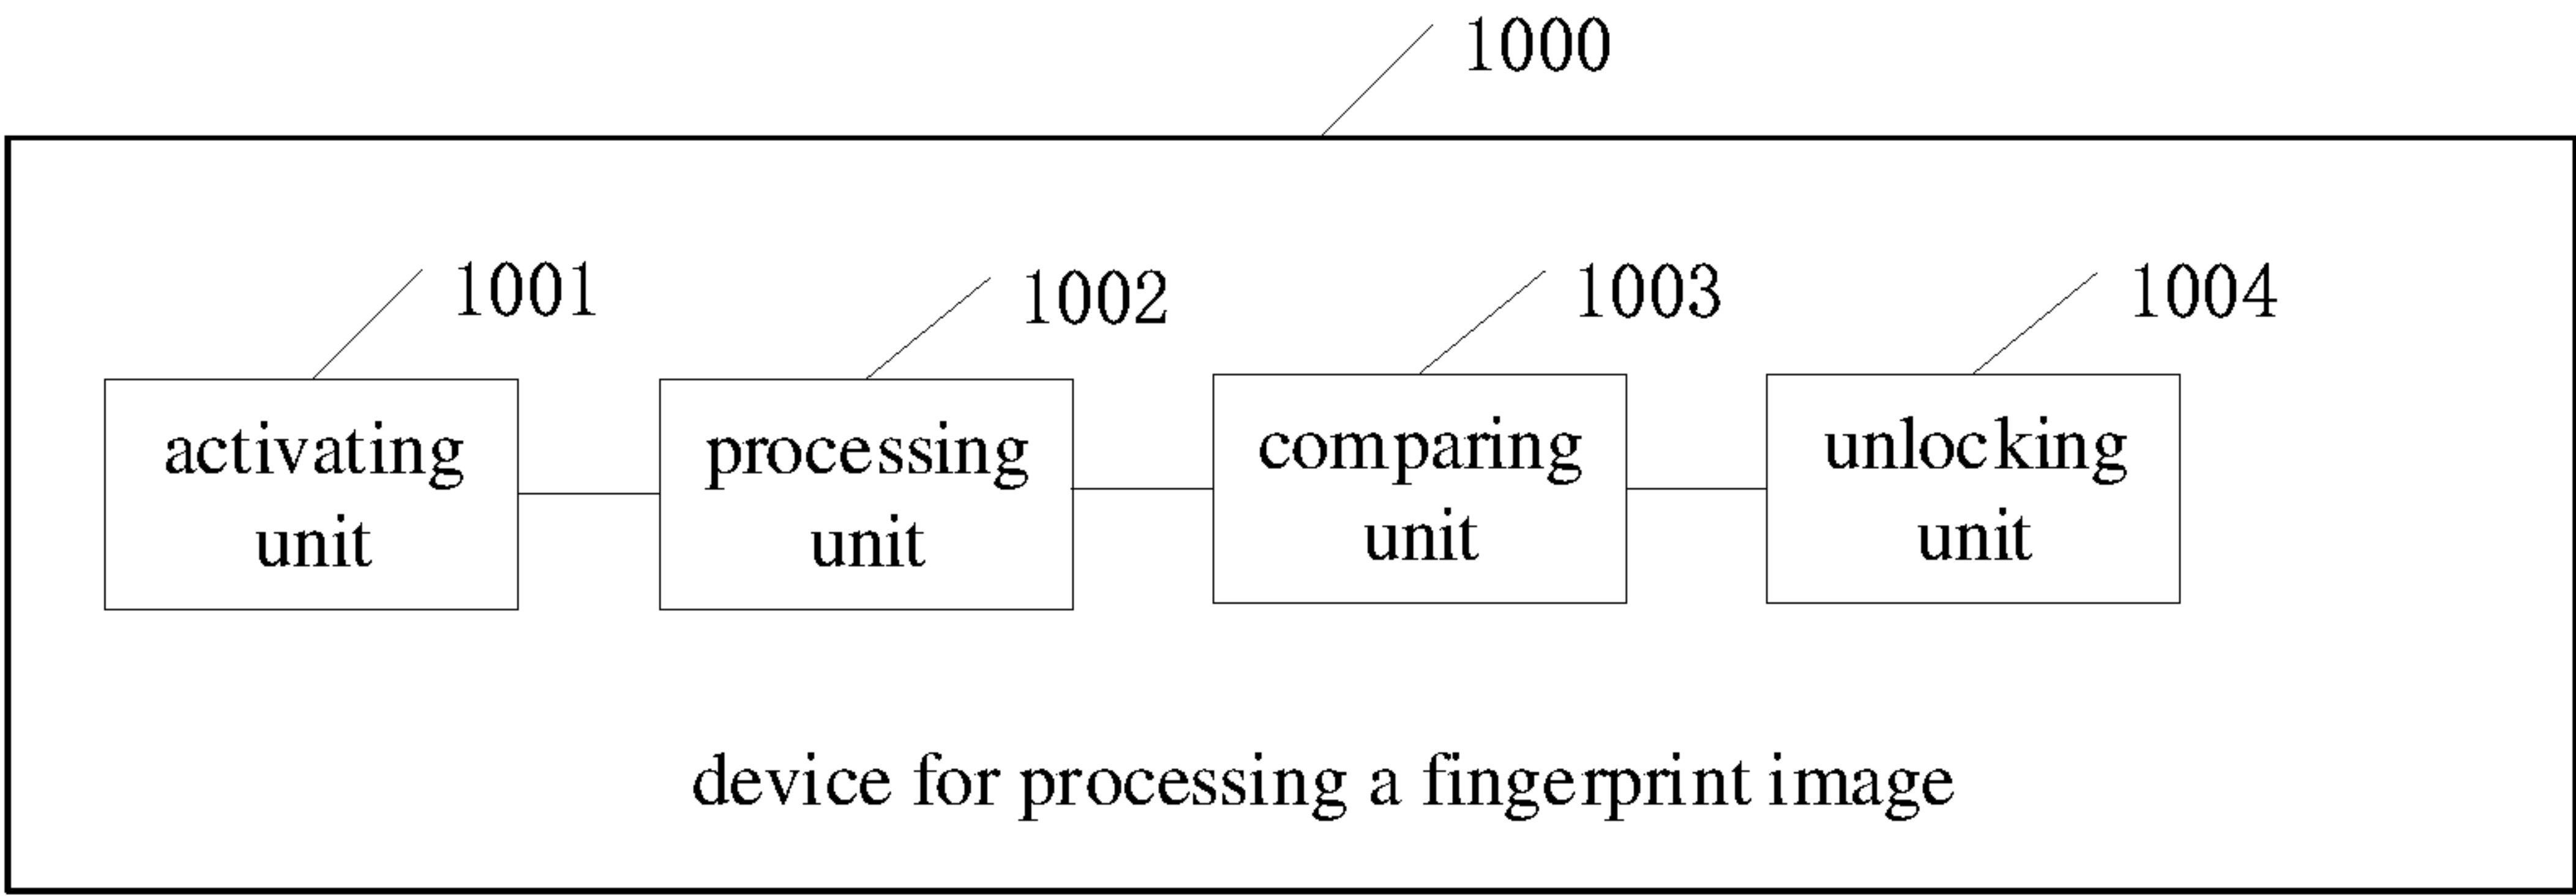 1000
1001
1002
1003
1004
activating
unit
processing
unit
comparing
unit
unlocking
unit
device for processing a fingerprint image